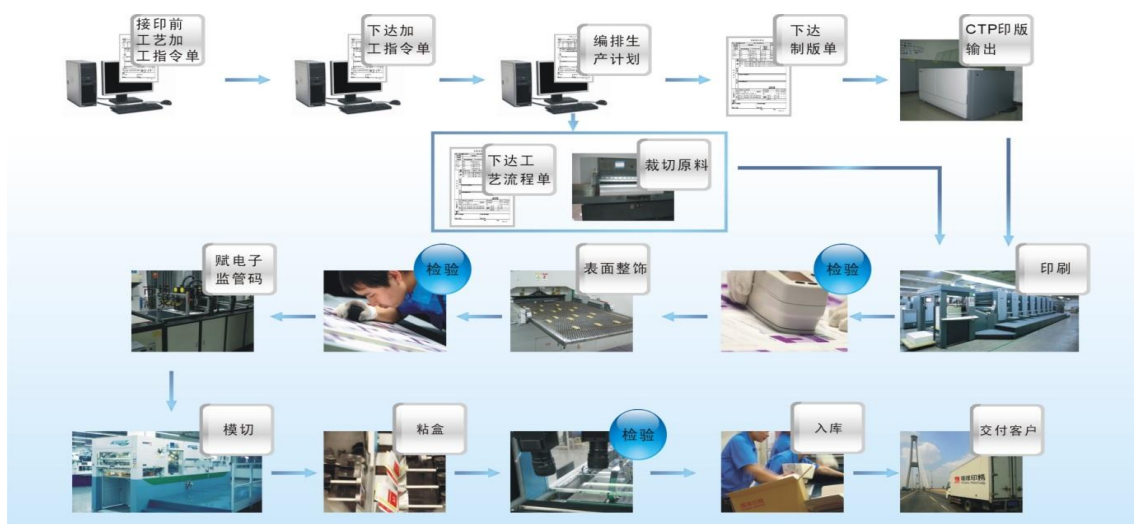 接印前
工艺加
工指令单
下达加
工指令单
编排生
产计划
下达
制版单
CTP印版
输出
下达工
艺流程单
裁切原料
赋电子
监管码
检验
表面整饰
检验
印刷
模切
粘盒
检验
入库
交付客户